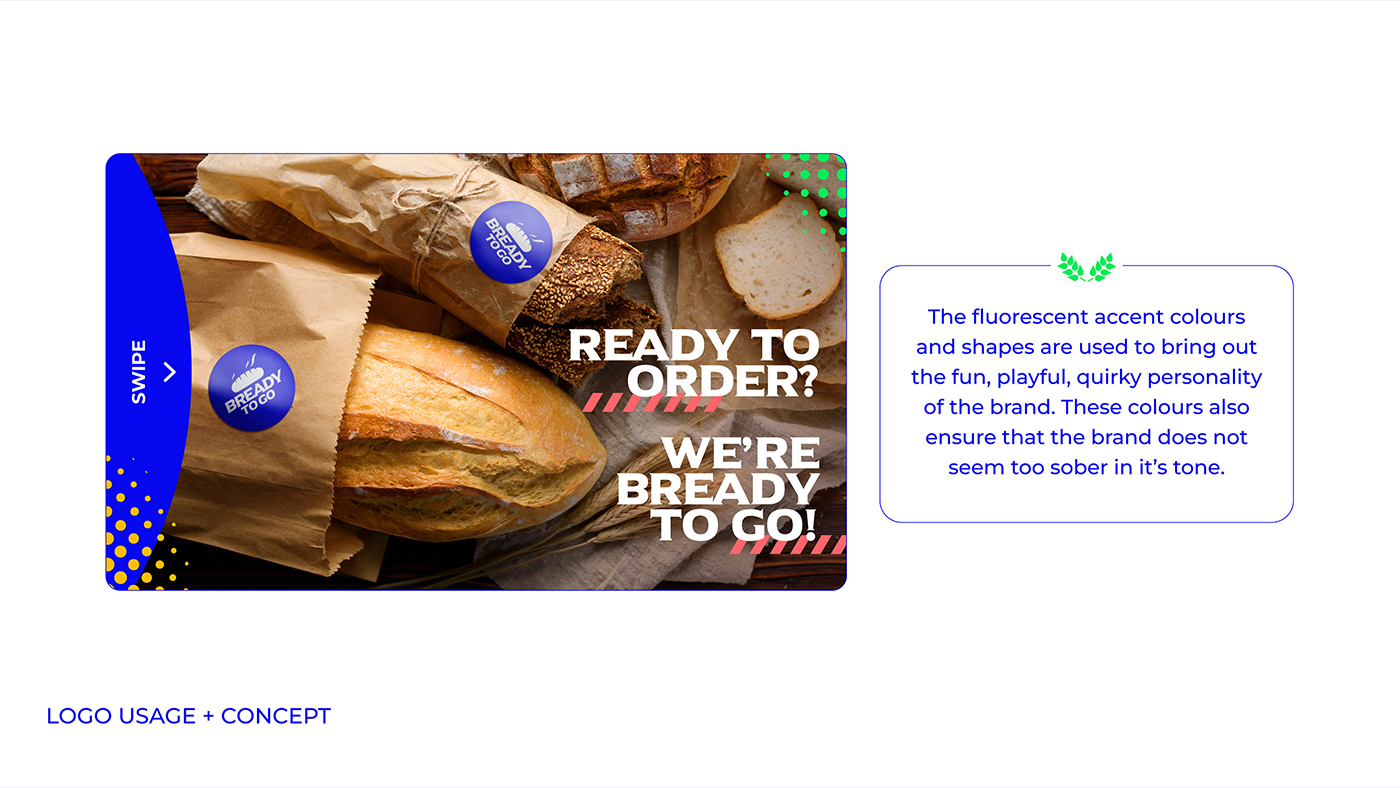 SWIPE
BREADY
TO GO
BREADY
TO GO
READY TO
ORDER?
WE’RE
BREADY
TO GO!
The fluorescent accent colours
and shapes are used to bring out
the fun, playful, quirky personality
of the brand. These colours also
ensure that the brand does not
seem too sober in it’s tone.
LOGO USAGE + CONCEPT